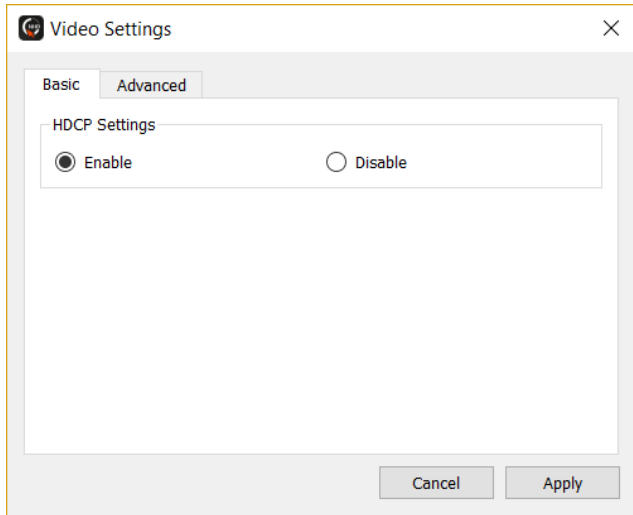 Video Settings
Basic Advanced
HDCP Settings
Enable Disable
Cancel Apply